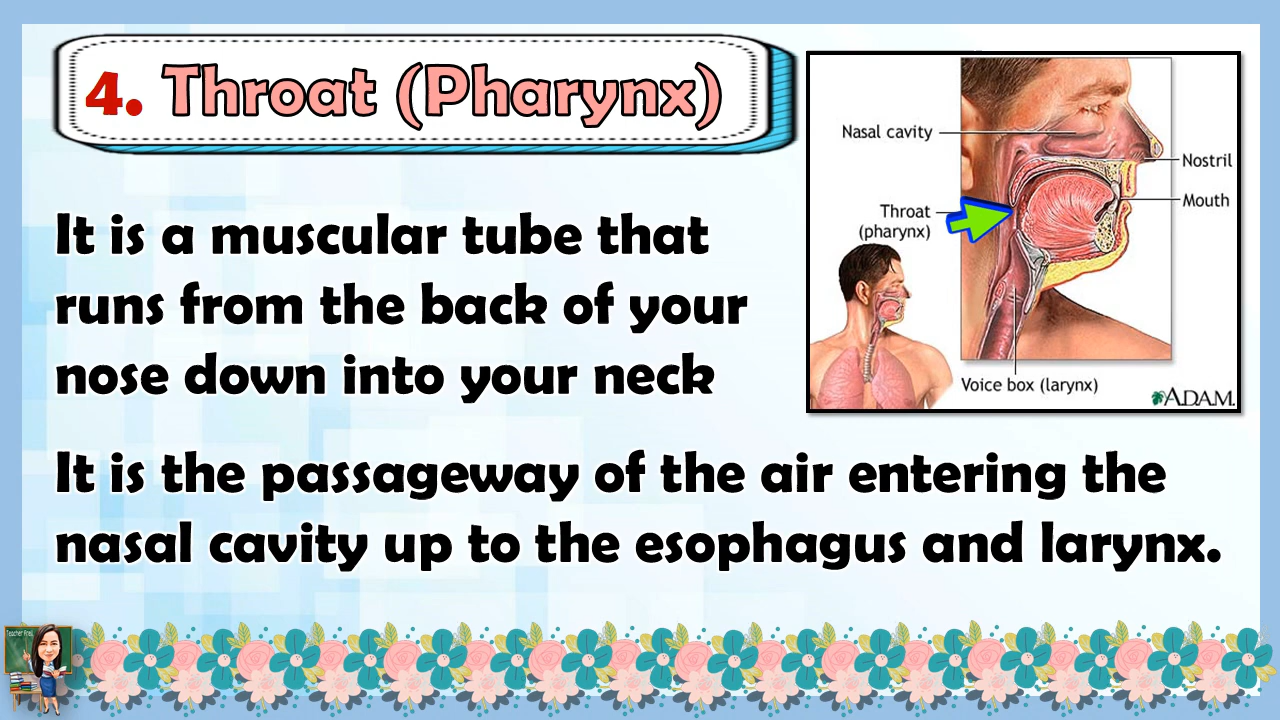 4. Throat (Pharynx)
It is a muscular tube that
runs from the back of your
nose down into your neck
Nasal cavity
Nostril
Mouth
Throat
(pharynx)
Voice box (larynx)
ADAM.
It is the passageway of the air entering the
nasal cavity up to the esophagus and larynx.